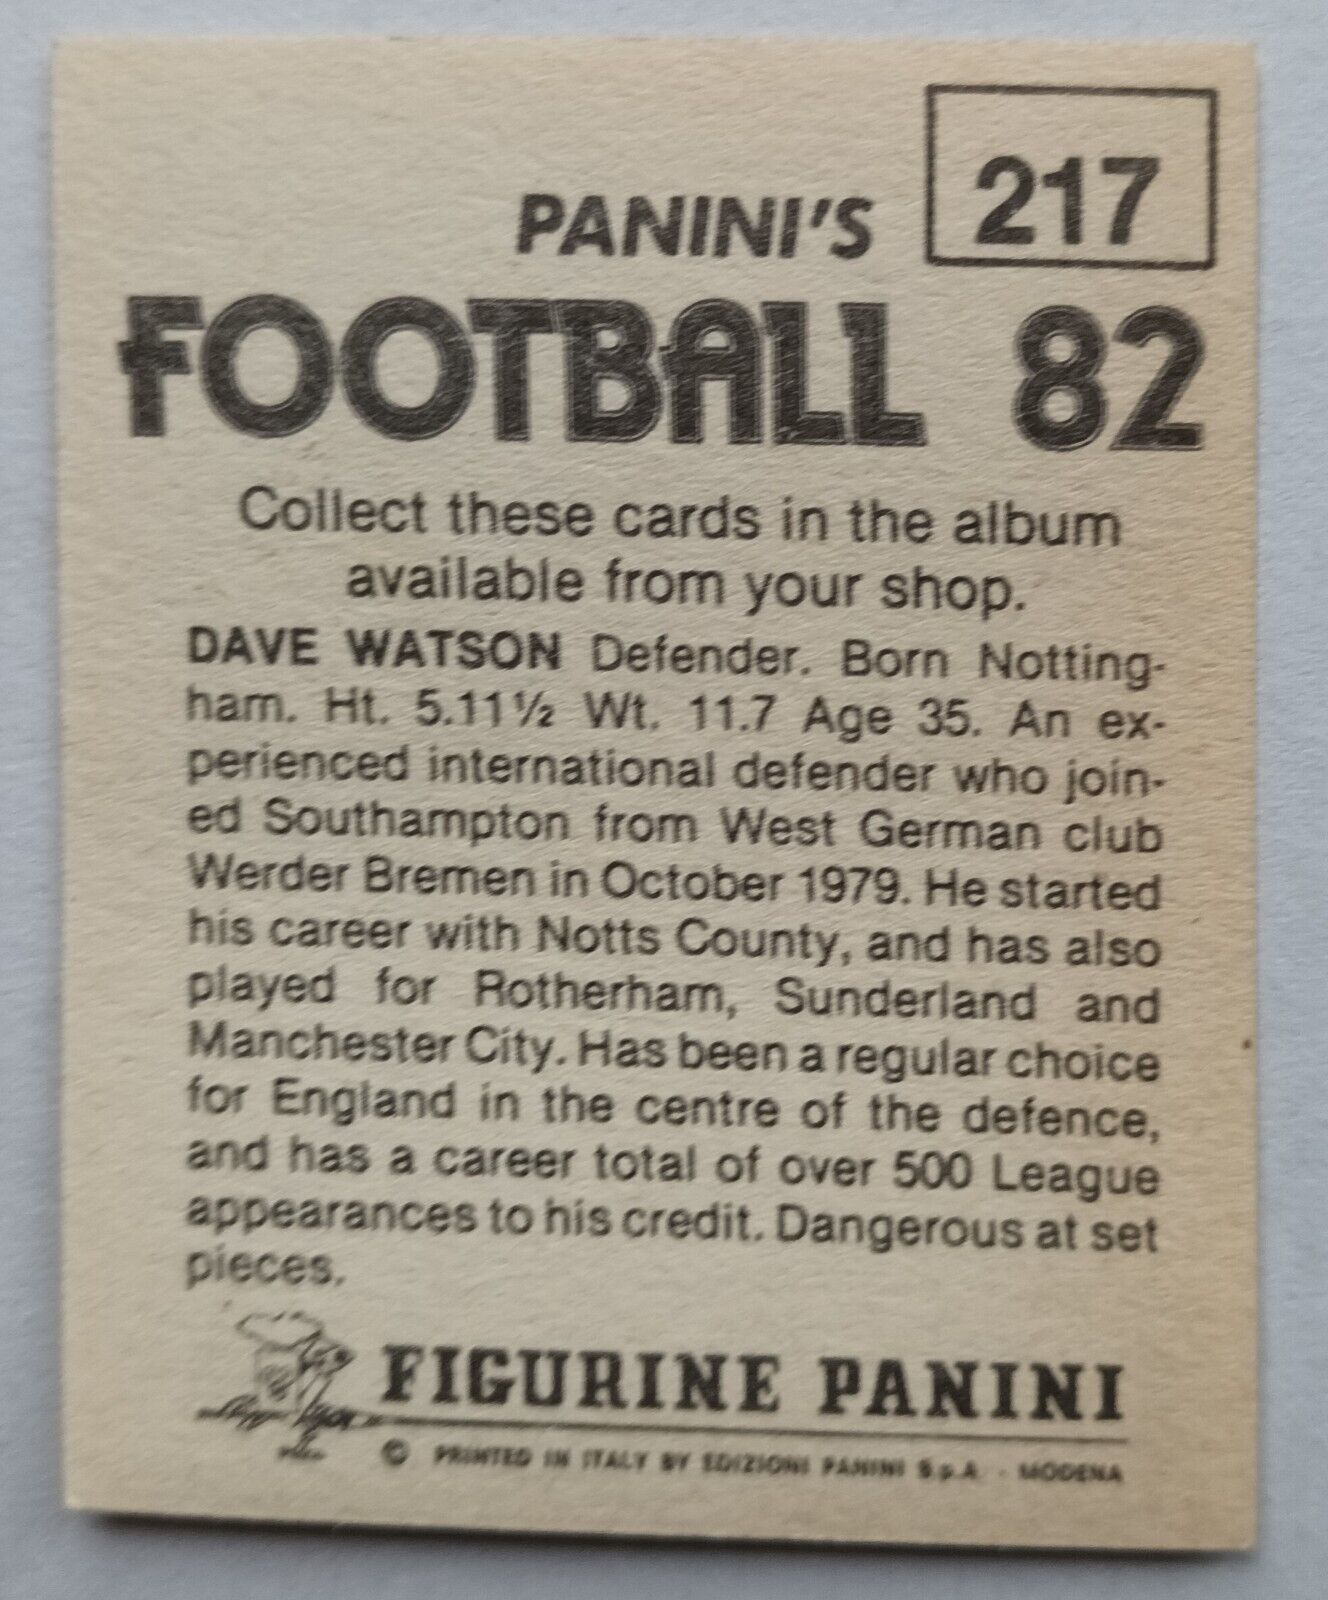 217
PANINI'S
FOOTBALL 82
Collect these cards in the album
available from your shop.
DAVE WATSON Defender. Born Notting-
ham. Ht. 5.11½ Wt. 11.7 Age 35. An ex-
perienced international defender who join-
ed Southampton from West German club
Werder Bremen in October 1979. He started
his career with Notts County, and has also
played for Rotherham, Sunderland and
Manchester City. Has been a regular choice
for England in the centre of the defence,
and has a career total of over 500 League
appearances to his credit. Dangerous at set
pieces.
FIGURINE PANINI
© PRINTED IN ITALY BY EDIZIONI PANINI S.p.A. - MODENA